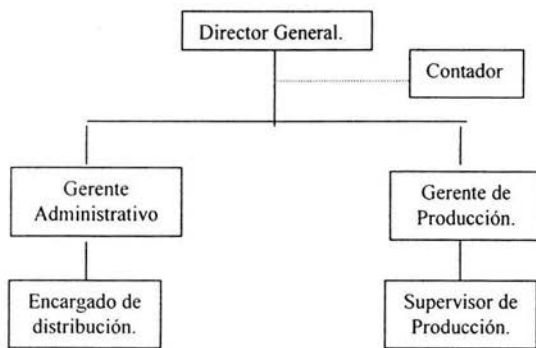 Director General.
Contador
Gerente
Administrativo
Gerente de
Producción.
Encargado de
distribución.
Supervisor de
Producción.